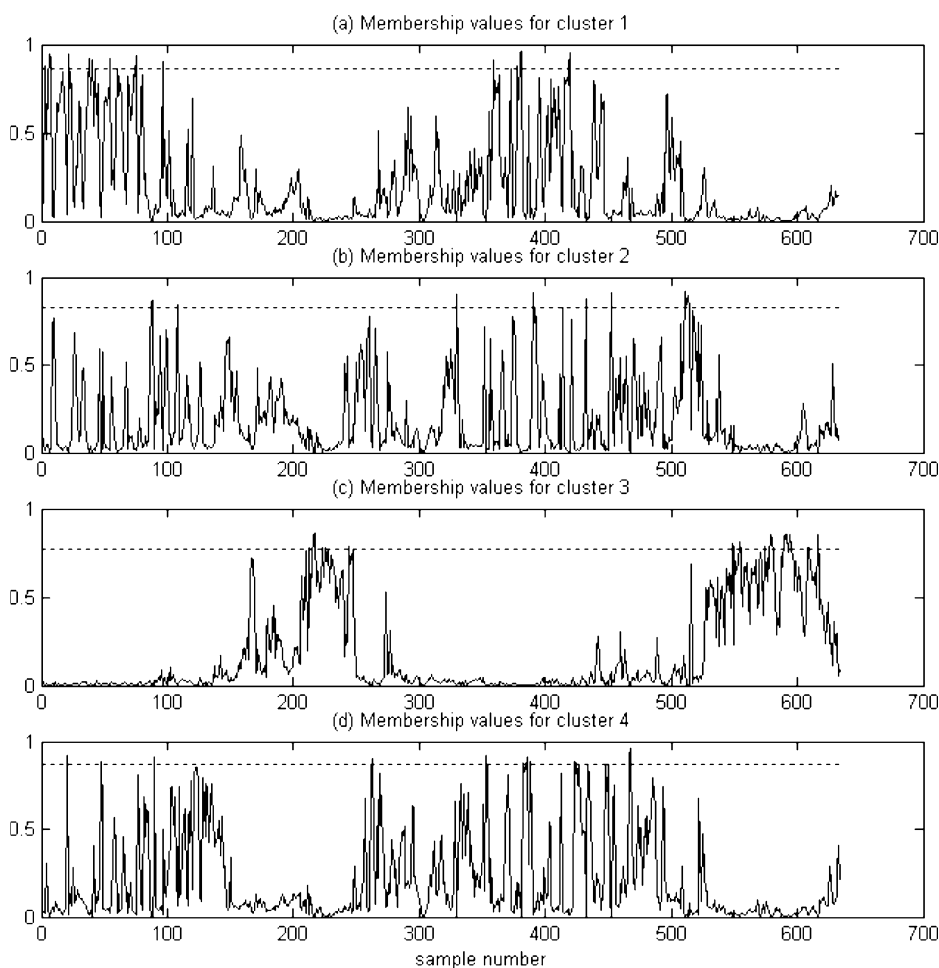 (a) Membership values for cluster 1
1
0.5
0
0 100 200 300 400 500 600 700
(b) Membership values for cluster 2
1
0.5
0
0 100 200 300 400 500 600 700
(c) Membership values for cluster 3
1
0.5
0
0 100 200 300 400 500 600 700
(d) Membership values for cluster 4
1
0.5
0
0 100 200 300 400 500 600 700
sample number